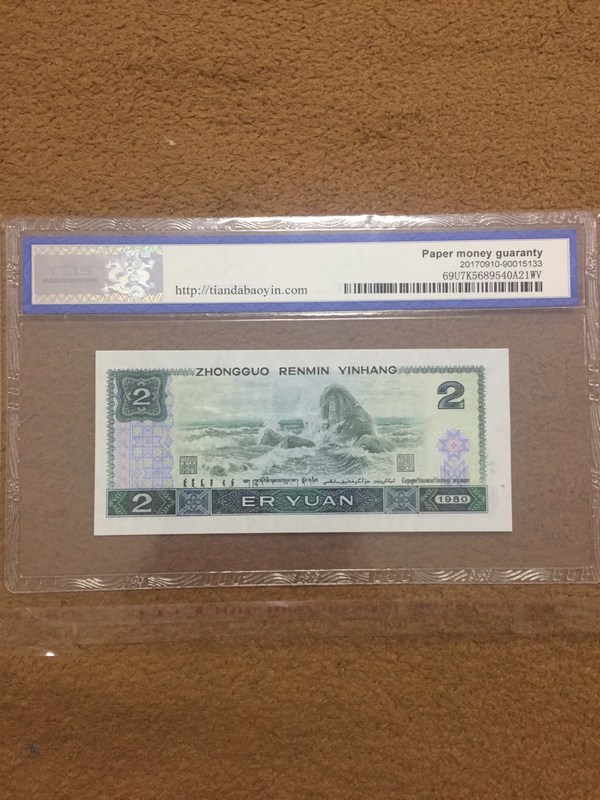 Paper money guaranty
20170910-90015133
http://tiandabaoyin.com
69U7K5689540A21WV
ZHONGGUO RENMIN YINHANG
2
2
2
ER YUAN
1980